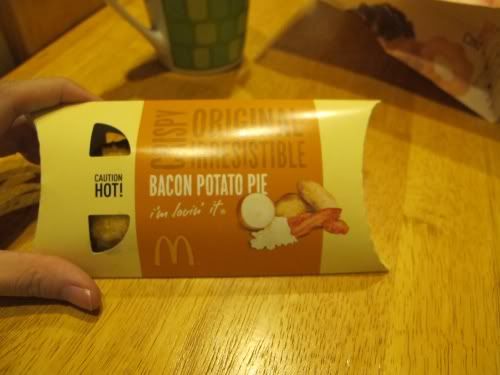 CRISPY
ORIGINAL
IRRESISTIBLE
CAUTION
HOT!
BACON POTATO PIE
i'm lovin' it